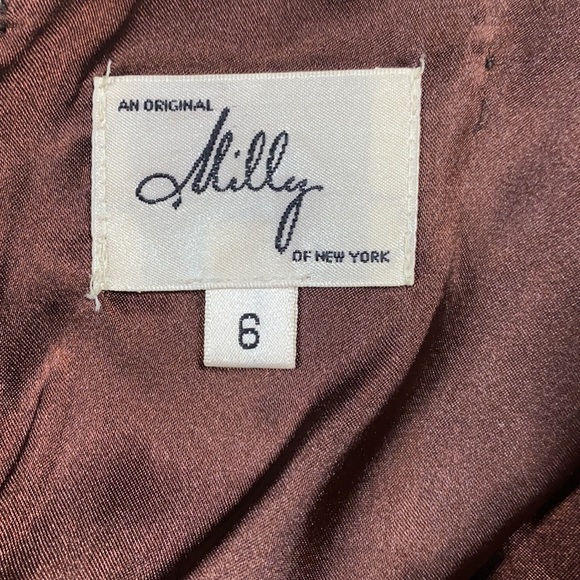 AN ORIGINAL
Milly
OF NEW YORK
6